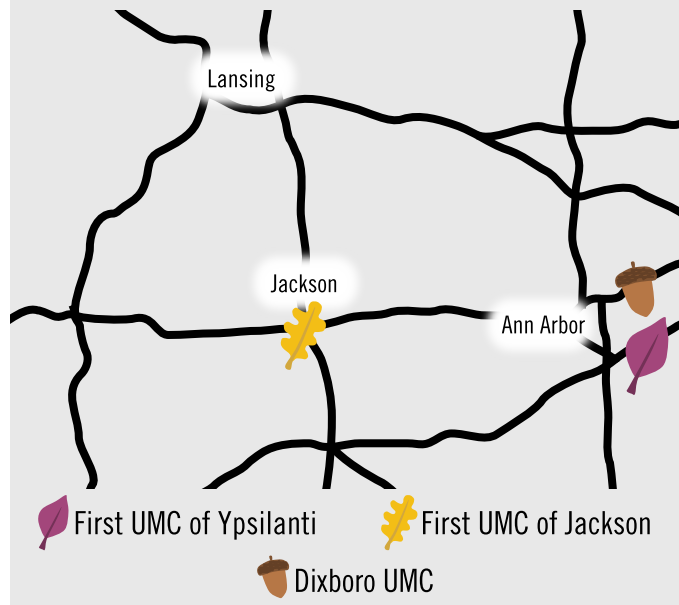 Lansing
Jackson
Ann Arbor
First UMC of Ypsilanti
First UMC of Jackson
Dixboro UMC